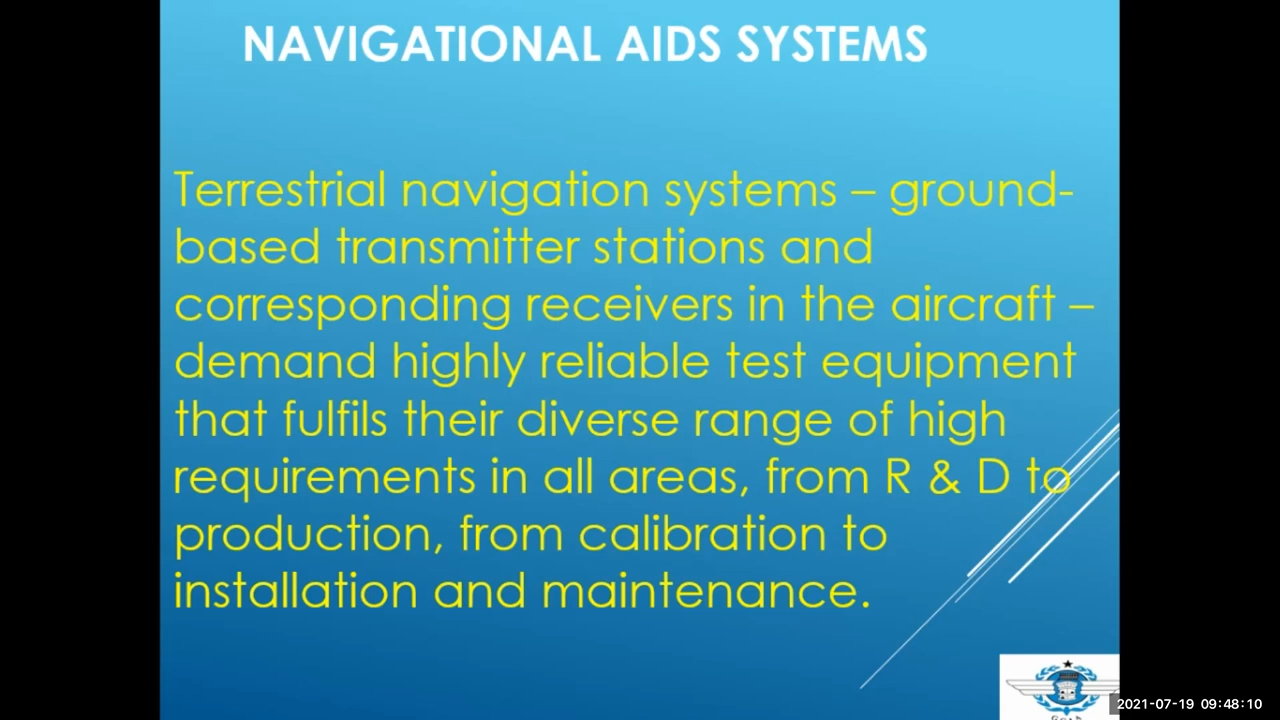 NAVIGATIONAL AIDS SYSTEMS
Terrestrial navigation systems – ground-
based transmitter stations and
corresponding receivers in the aircraft –
demand highly reliable test equipment
that fulfils their diverse range of high
requirements in all areas, from R & D to
production, from calibration to
installation and maintenance.
2021-07-19 09:48:10